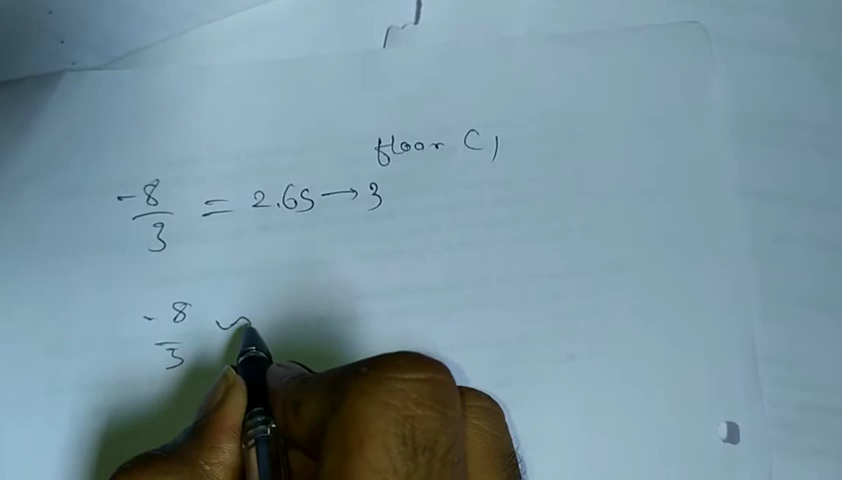 floor ()
-8/3 = 2.65 → 3
-8/3